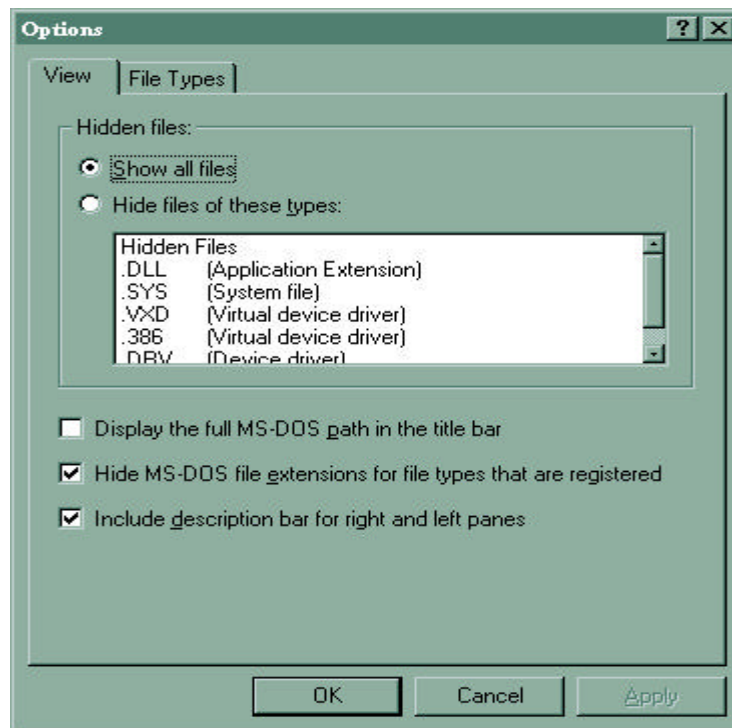 Options
View File Types
Hidden files:
Show all files
Hide files of these types:
Hidden Files
.DLL (Application Extension)
.SYS (System file)
.VXD (Virtual device driver)
.386 (Virtual device driver)
.DRV (Device driver)
Display the full MS-DOS path in the title bar
Hide MS-DOS file extensions for file types that are registered
Include description bar for right and left panes
OK Cancel Apply